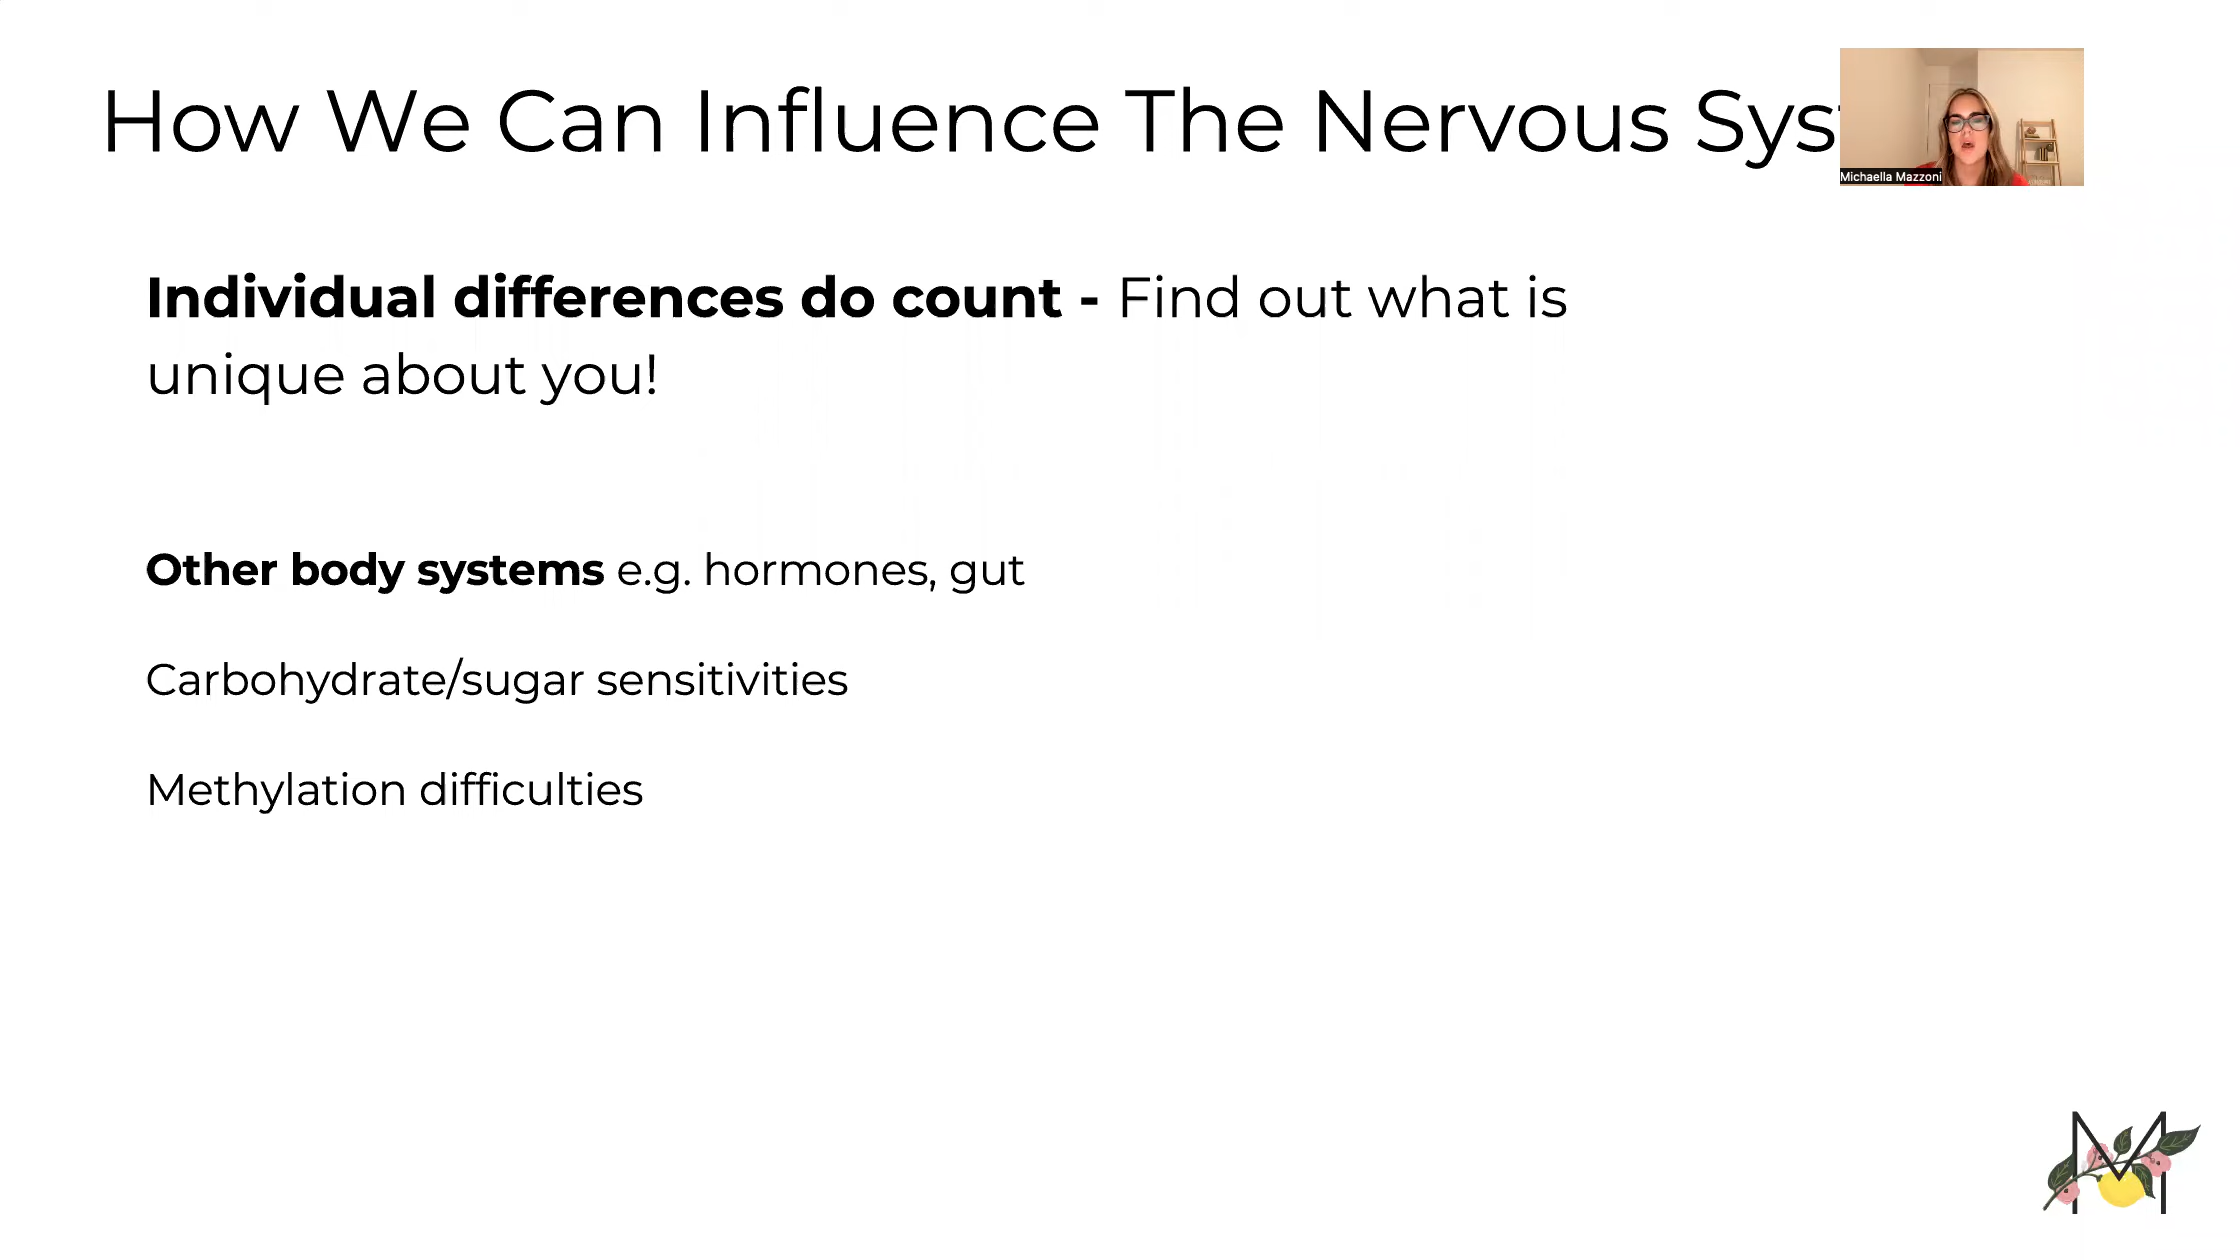 How We Can Influence The Nervous Sys
Michaella Mazzoni
Individual differences do count - Find out what is
unique about you!
Other body systems e.g. hormones, gut
Carbohydrate/sugar sensitivities
Methylation difficulties
M